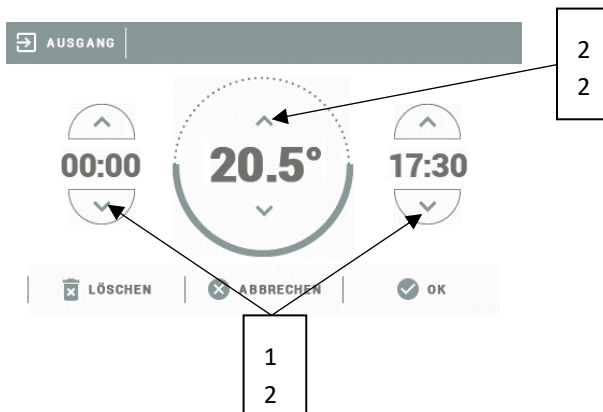 AUSGANG
2
2
00:00
20.5°
17:30
LÖSCHEN
ABBRECHEN
OK
1
2